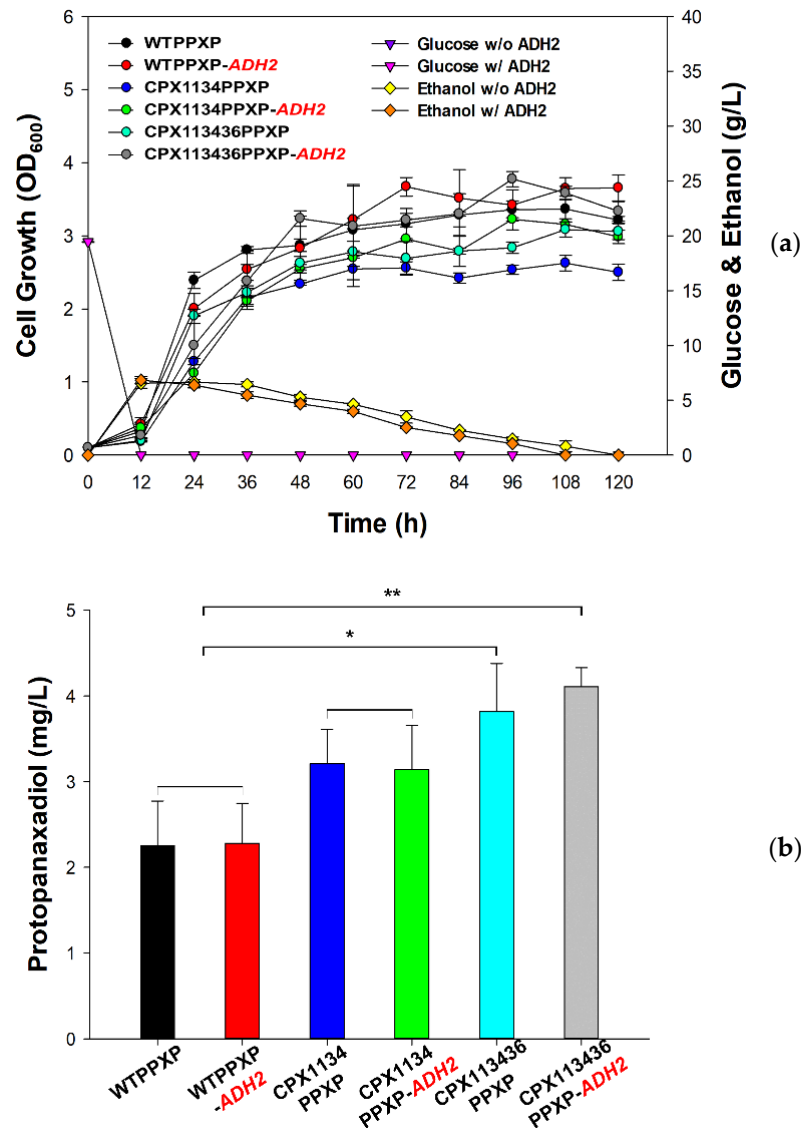 6
5
4
3
2
1
0
Cell Growth (OD600)
WTPPXP
WTPPXP-ADH2
CPX1134PPXP
CPX1134PPXP-ADH2
CPX113436PPXP
CPX113436PPXP-ADH2
Glucose w/o ADH2
Glucose w/ ADH2
Ethanol w/o ADH2
Ethanol w/ ADH2
40
35
30
25
20
15
10
5
0
Glucose & Ethanol (g/L)
(a)
0 12 24 36 48 60 72 84 96 108 120
Time (h)
**
*
5
4
3
2
1
0
Protopanaxadiol (mg/L)
(b)
WTPPXP
WTPPXP
-ADH2
CPX1134
PPXP
CPX1134
PPXP-ADH2
CPX113436
PPXP
CPX113436
PPXP-ADH2